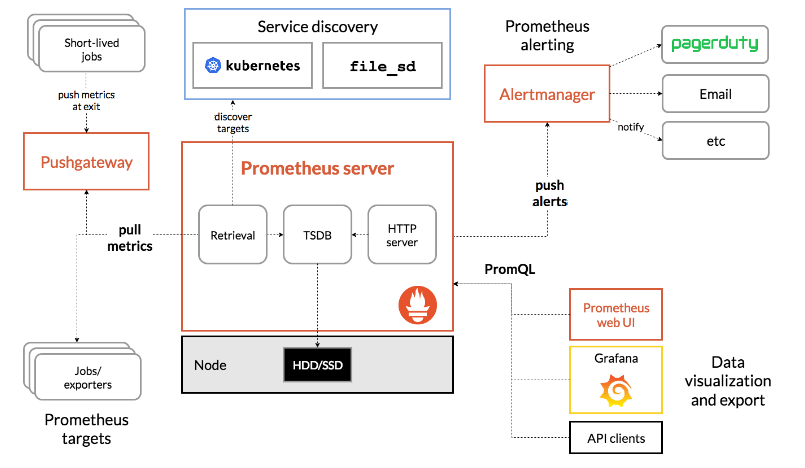 Short-lived
jobs
push metrics
at exit
Pushgateway
pull
metrics
Jobs/
exporters
Prometheus
targets
Service discovery
kubernetes
file_sd
discover
targets
Prometheus server
Retrieval
TSDB
HTTP
server
Node
HDD/SSD
Prometheus
alerting
Alertmanager
pagerduty
Email
notify
etc
push
alerts
PromQL
Prometheus
web UI
Grafana
API clients
Data
visualization
and export